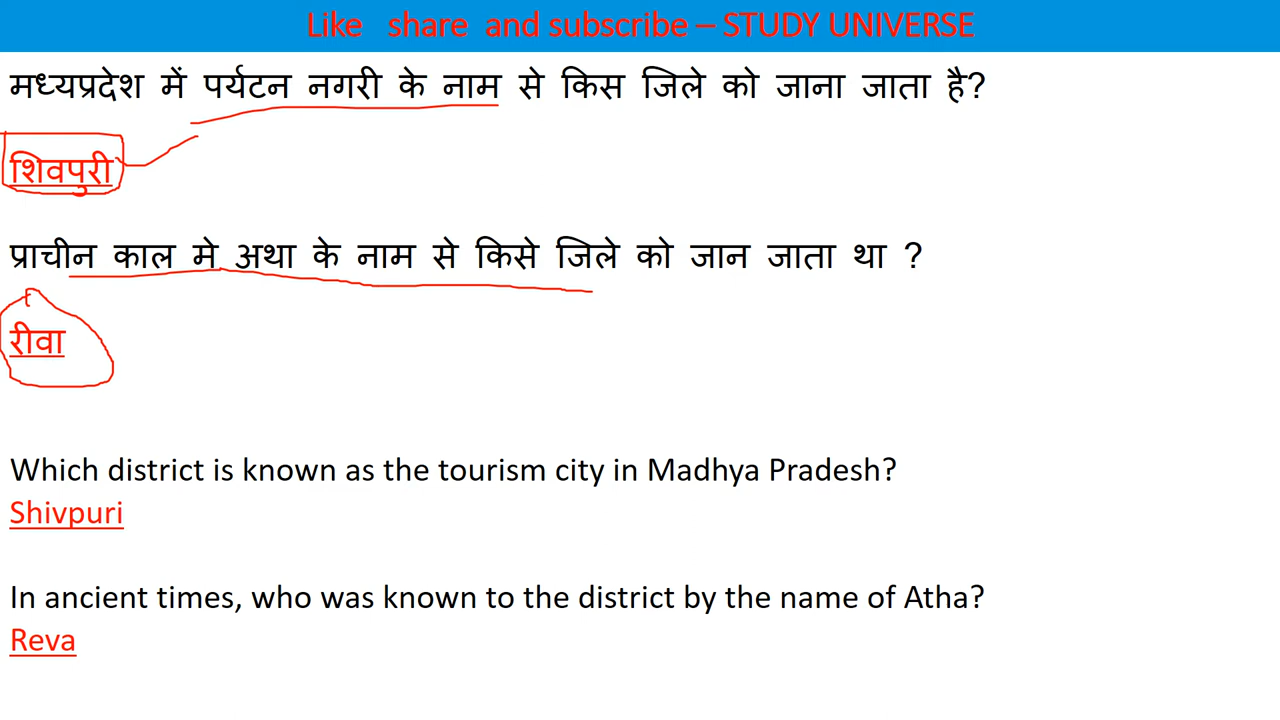 Like share and subscribe – STUDY UNIVERSE
मध्यप्रदेश में पर्यटन नगरी के नाम से किस जिले को जाना जाता है?
शिवपुरी
प्राचीन काल मे अथा के नाम से किसे जिले को जान जाता था ?
रीवा
Which district is known as the tourism city in Madhya Pradesh?
Shivpuri
In ancient times, who was known to the district by the name of Atha?
Reva